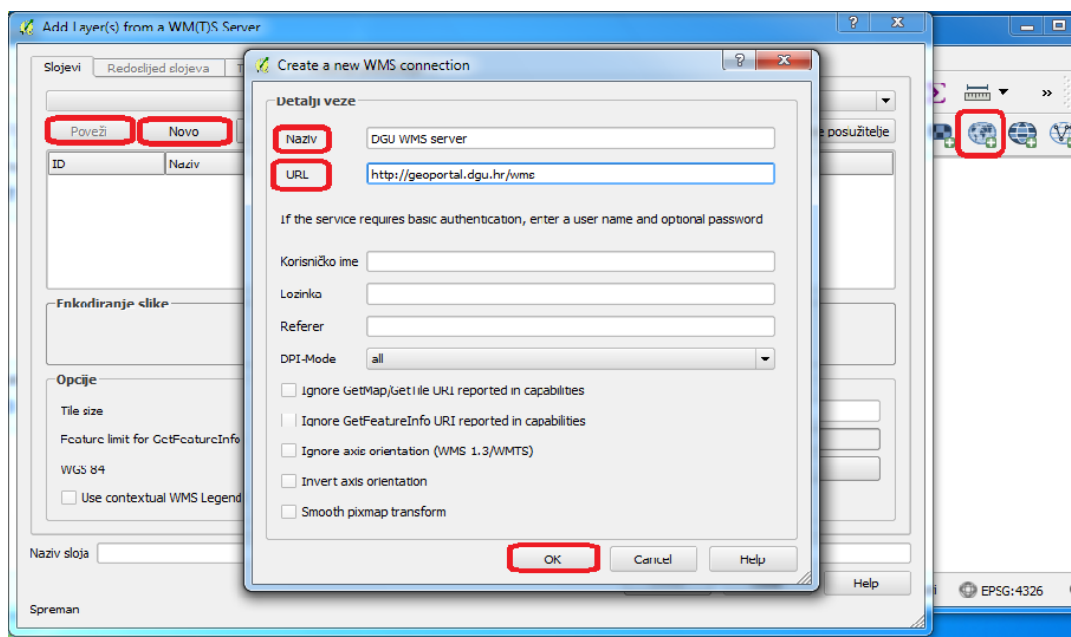 Add Layer(s) from a WM(T)S Server
Slojevi
Redoslijed slojeva
Poveži
Novo
e poslužitelje
ID
Naziv
Enkodiranje slike
Opcije
Tile size
Feature limit for GetFeatureInfo
WGS 84
Use contextual WMS Legend
Naziv sloja
Help
Spreman
Create a new WMS connection
Detalji veze
Naziv
DGU WMS server
URL
http://geoportal.dgu.hr/wms
If the service requires basic authentication, enter a user name and optional password
Korisničko ime
Lozinka
Referer
DPI-Mode
all
Ignore GetMap/GetTile URI reported in capabilities
Ignore GetFeatureInfo URI reported in capabilities
Ignore axis orientation (WMS 1.3/WMTS)
Invert axis orientation
Smooth pixmap transform
OK
Cancel
Help
EPSG:4326